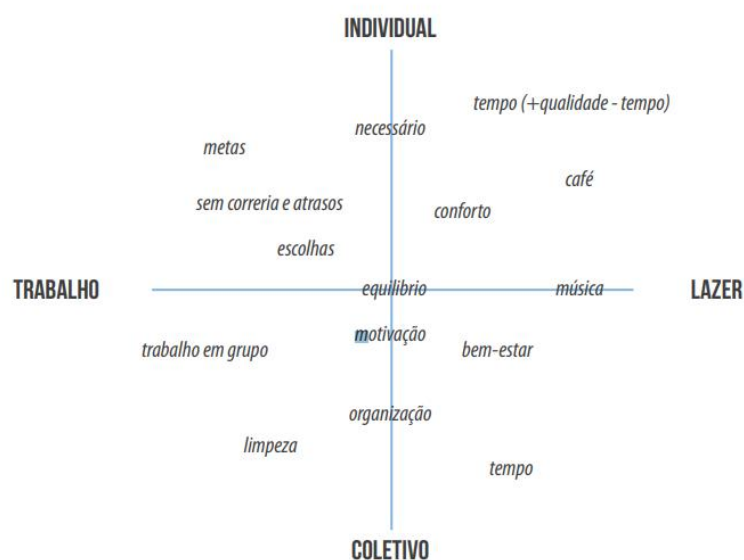 INDIVIDUAL
tempo (+qualidade - tempo)
necessário
metas
café
sem correria e atrasos
conforto
escolhas
TRABALHO
equilibrio
música
LAZER
motivação
trabalho em grupo
bem-estar
organização
limpeza
tempo
COLETIVO